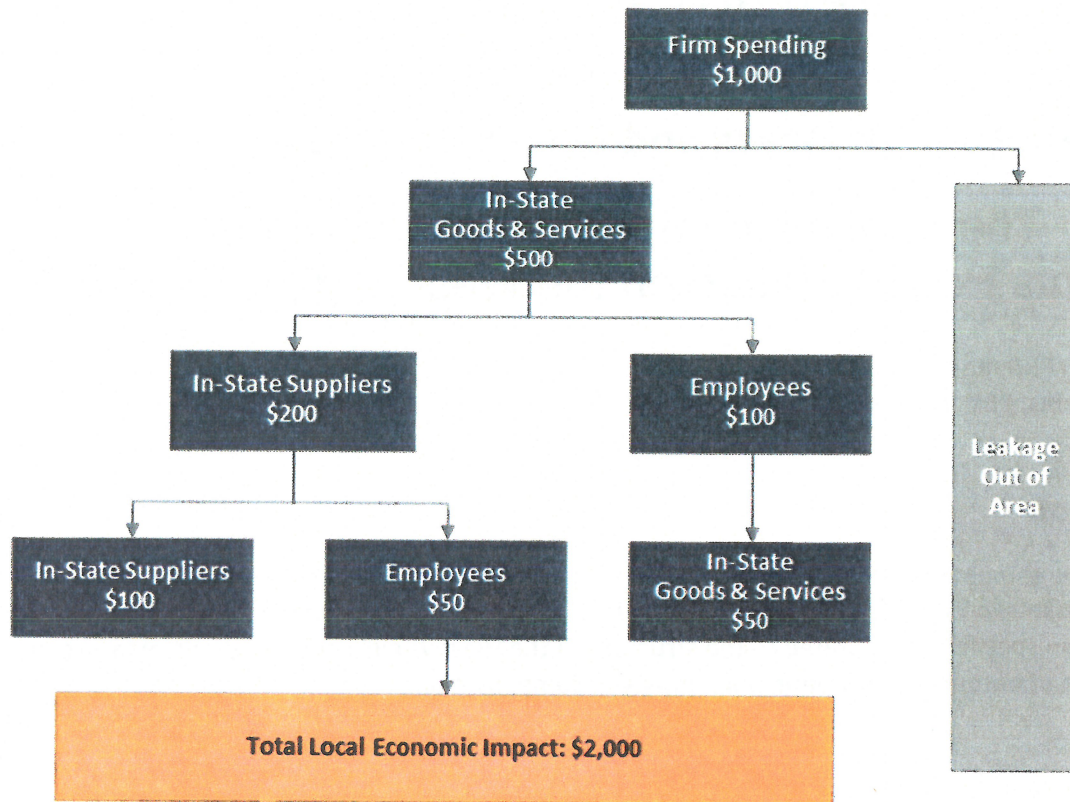 Firm Spending
$1,000
In-State
Goods & Services
$500
In-State Suppliers
$200
Employees
$100
Leakage
Out of
Area
In-State Suppliers
$100
Employees
$50
In-State
Goods & Services
$50
Total Local Economic Impact: $2,000